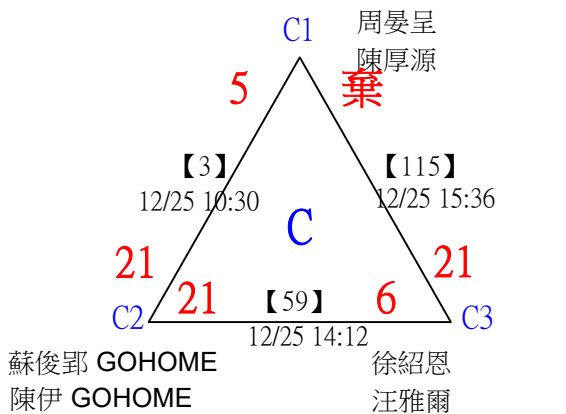 C1
周晏呈
陳厚源
5
棄
【3】
12/25 10:30
【115】
12/25 15:36
C
21
21
C2
21
【59】
6
C3
12/25 14:12
蘇俊郢 GOHOME
陳伊 GOHOME
徐紹恩
汪雅爾